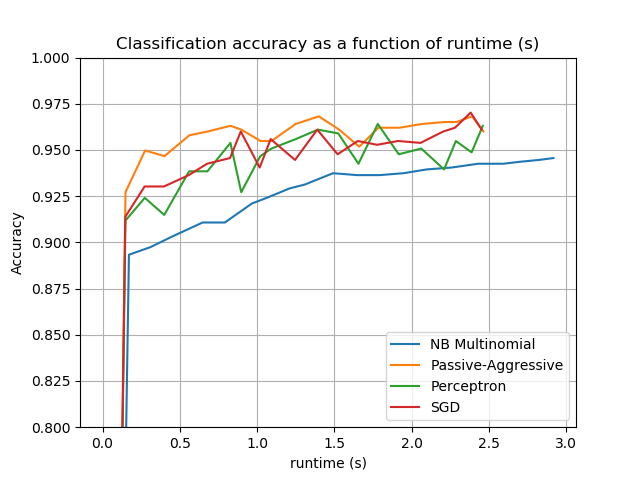 Classification accuracy as a function of runtime (s)
1.000
0.975
0.950
0.925
0.900
0.875
0.850
0.825
0.800
Accuracy
NB Multinomial
Passive-Aggressive
Perceptron
SGD
0.0 0.5 1.0 1.5 2.0 2.5 3.0
runtime (s)